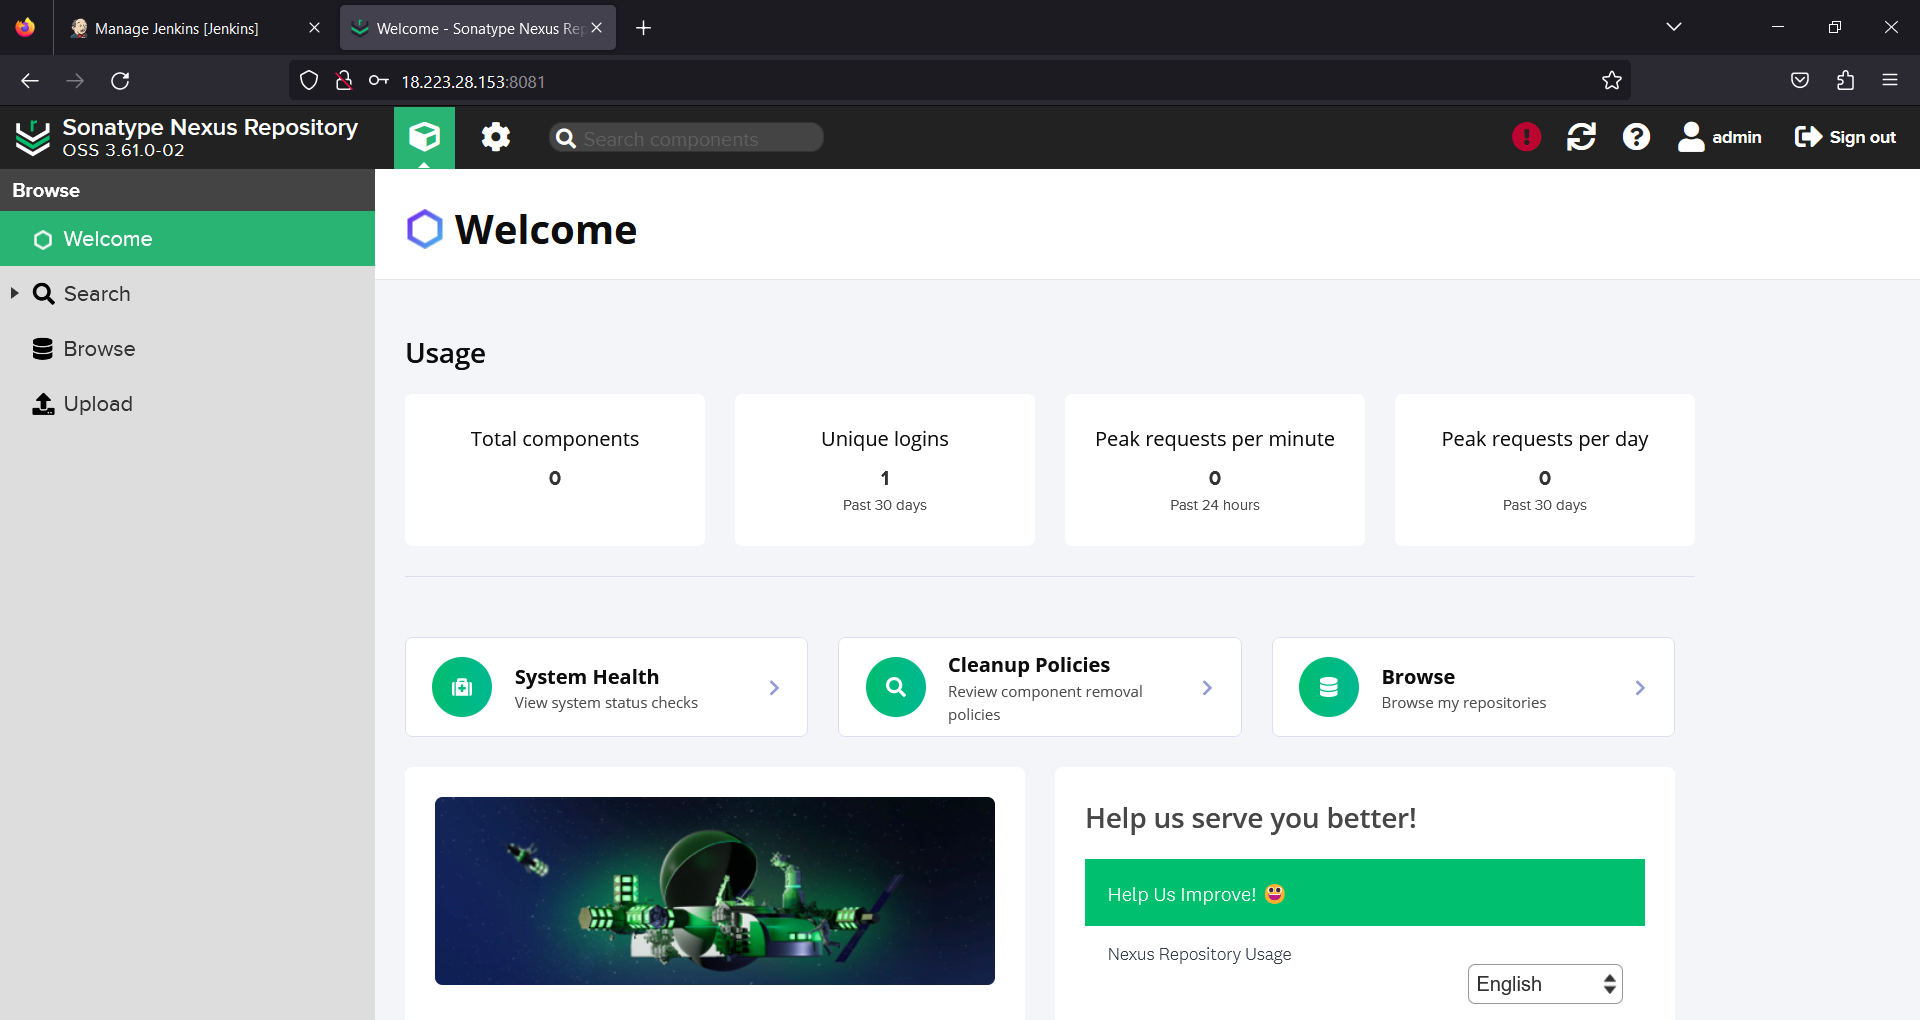 Manage Jenkins [Jenkins]
Welcome - Sonatype Nexus Rep
18.223.28.153:8081
Sonatype Nexus Repository
OSS 3.61.0-02
Search components
admin
Sign out
Browse
Welcome
Search
Browse
Upload
Welcome
Usage
Total components
0
Unique logins
1
Past 30 days
Peak requests per minute
0
Past 24 hours
Peak requests per day
0
Past 30 days
System Health
View system status checks
Cleanup Policies
Review component removal
policies
Browse
Browse my repositories
Help us serve you better!
Help Us Improve! 😃
Nexus Repository Usage
English